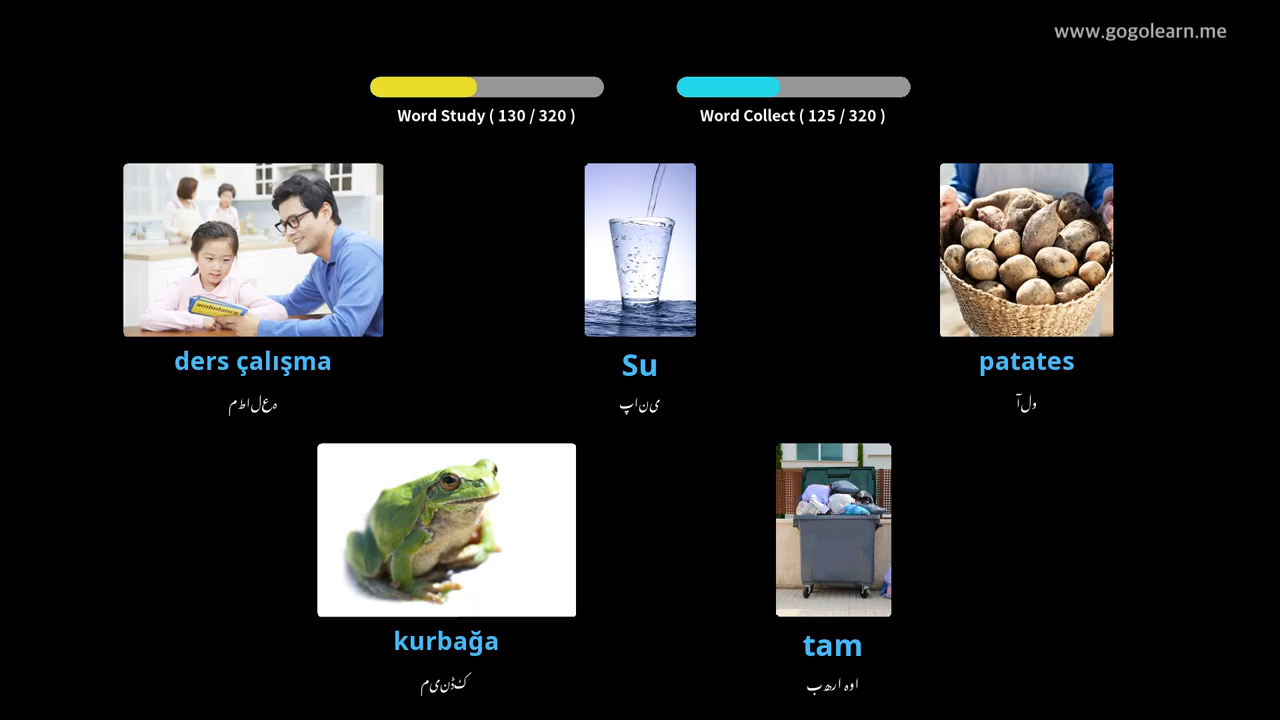 www.gogolearn.me
Word Study ( 130 / 320 )
Word Collect ( 125 / 320 )
ders çalışma
Su
patates
مطالعہ
پانی
آلو
kurbağa
tam
مینڈک
بھرا ہوا
ambulance